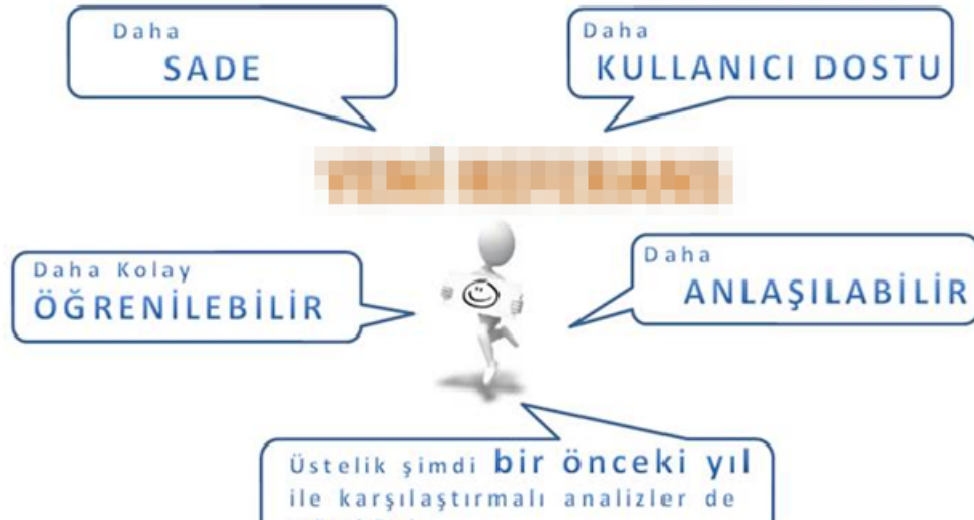 Daha
SADE
Daha
KULLANICI DOSTU
Daha Kolay
ÖĞRENİLEBİLİR
Daha
ANLAŞILABİLİR
Üstelik şimdi bir önceki yıl
ile karşılaştırmalı analizler de